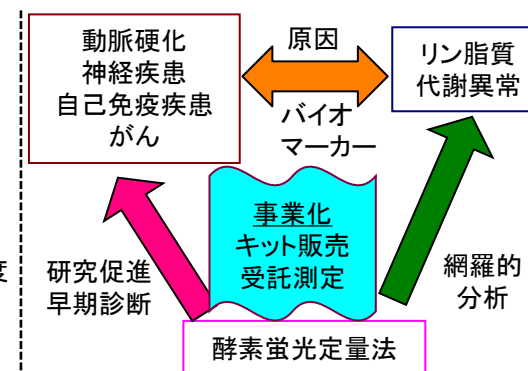 動脈硬化
神経疾患
自己免疫疾患
がん
原因
バイオ
マーカー
リン脂質
代謝異常
事業化
キット販売
受託測定
度
研究促進
早期診断
網羅的
分析
酵素蛍光定量法